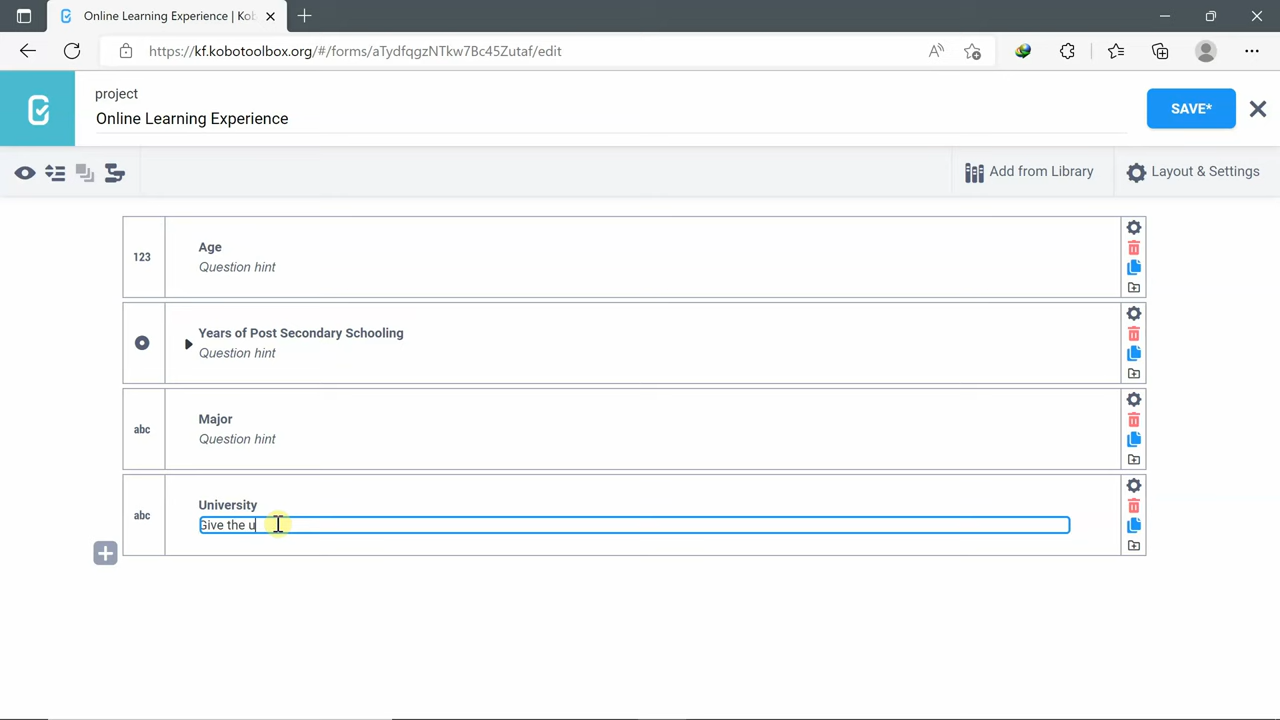 Online Learning Experience | Kob
https://kf.kobotoolbox.org/#/forms/aTydfqgzNTkw7Bc45Zutaf/edit
project
Online Learning Experience
SAVE*
Add from Library
Layout & Settings
123
Age
Question hint
Years of Post Secondary Schooling
Question hint
abc
Major
Question hint
abc
University
Give the u